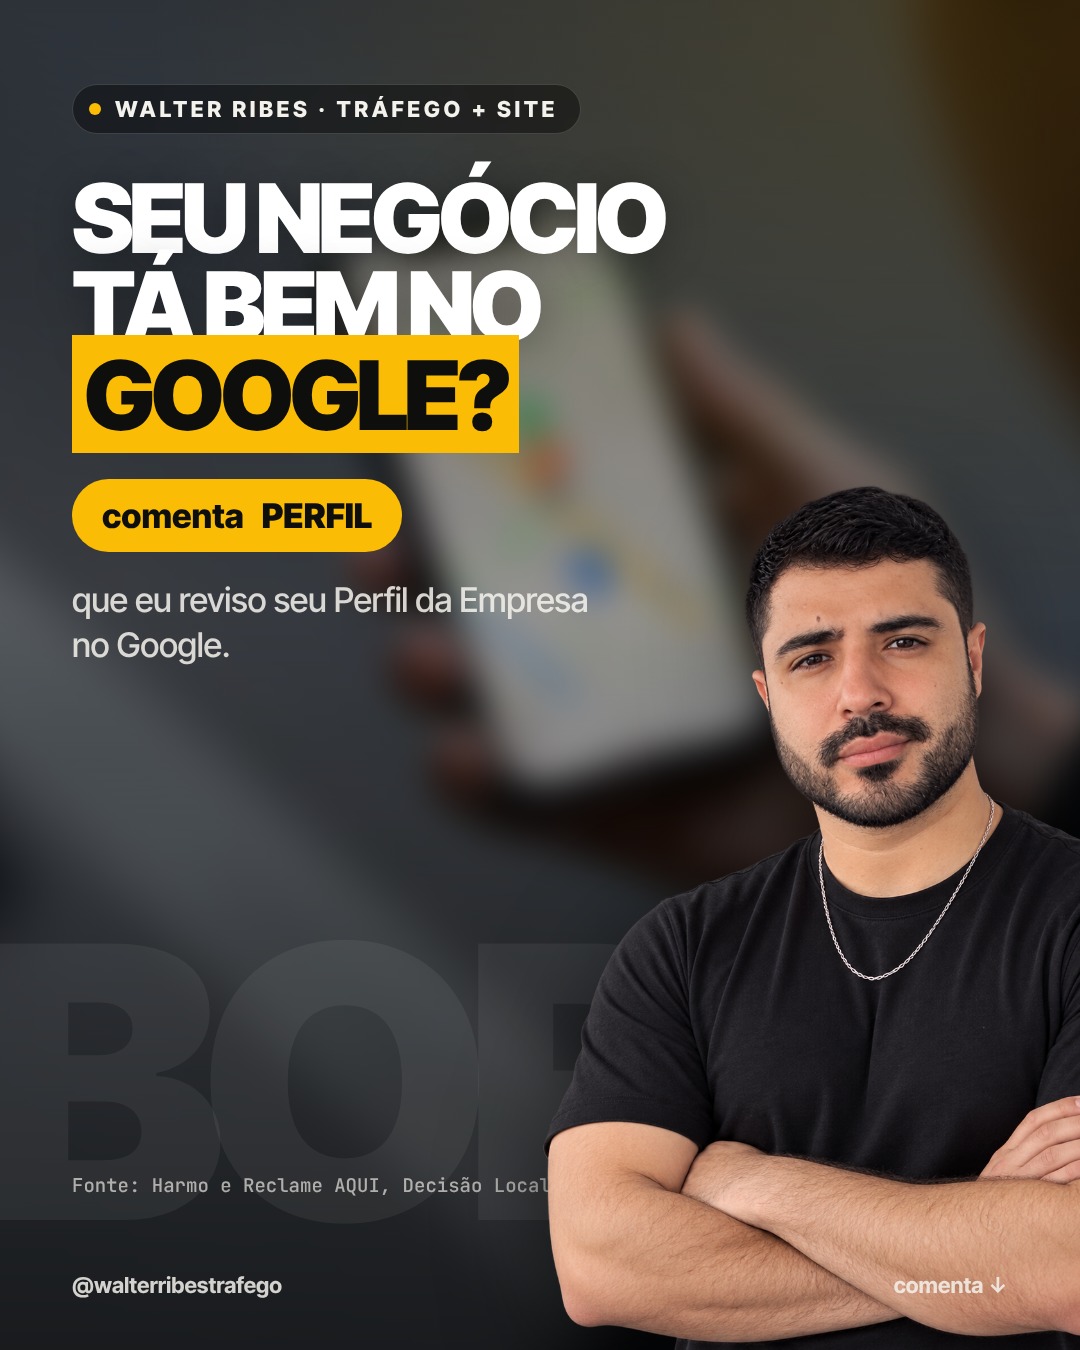 WALTER RIBES · TRÁFEGO + SITE
SEU NEGÓCIO
TÁ BEM NO
GOOGLE?
comenta PERFIL
que eu reviso seu Perfil da Empresa
no Google.
BO
Fonte: Harmo e Reclame AQUI, Decisão Local
@walterribestrafego
comenta ↓